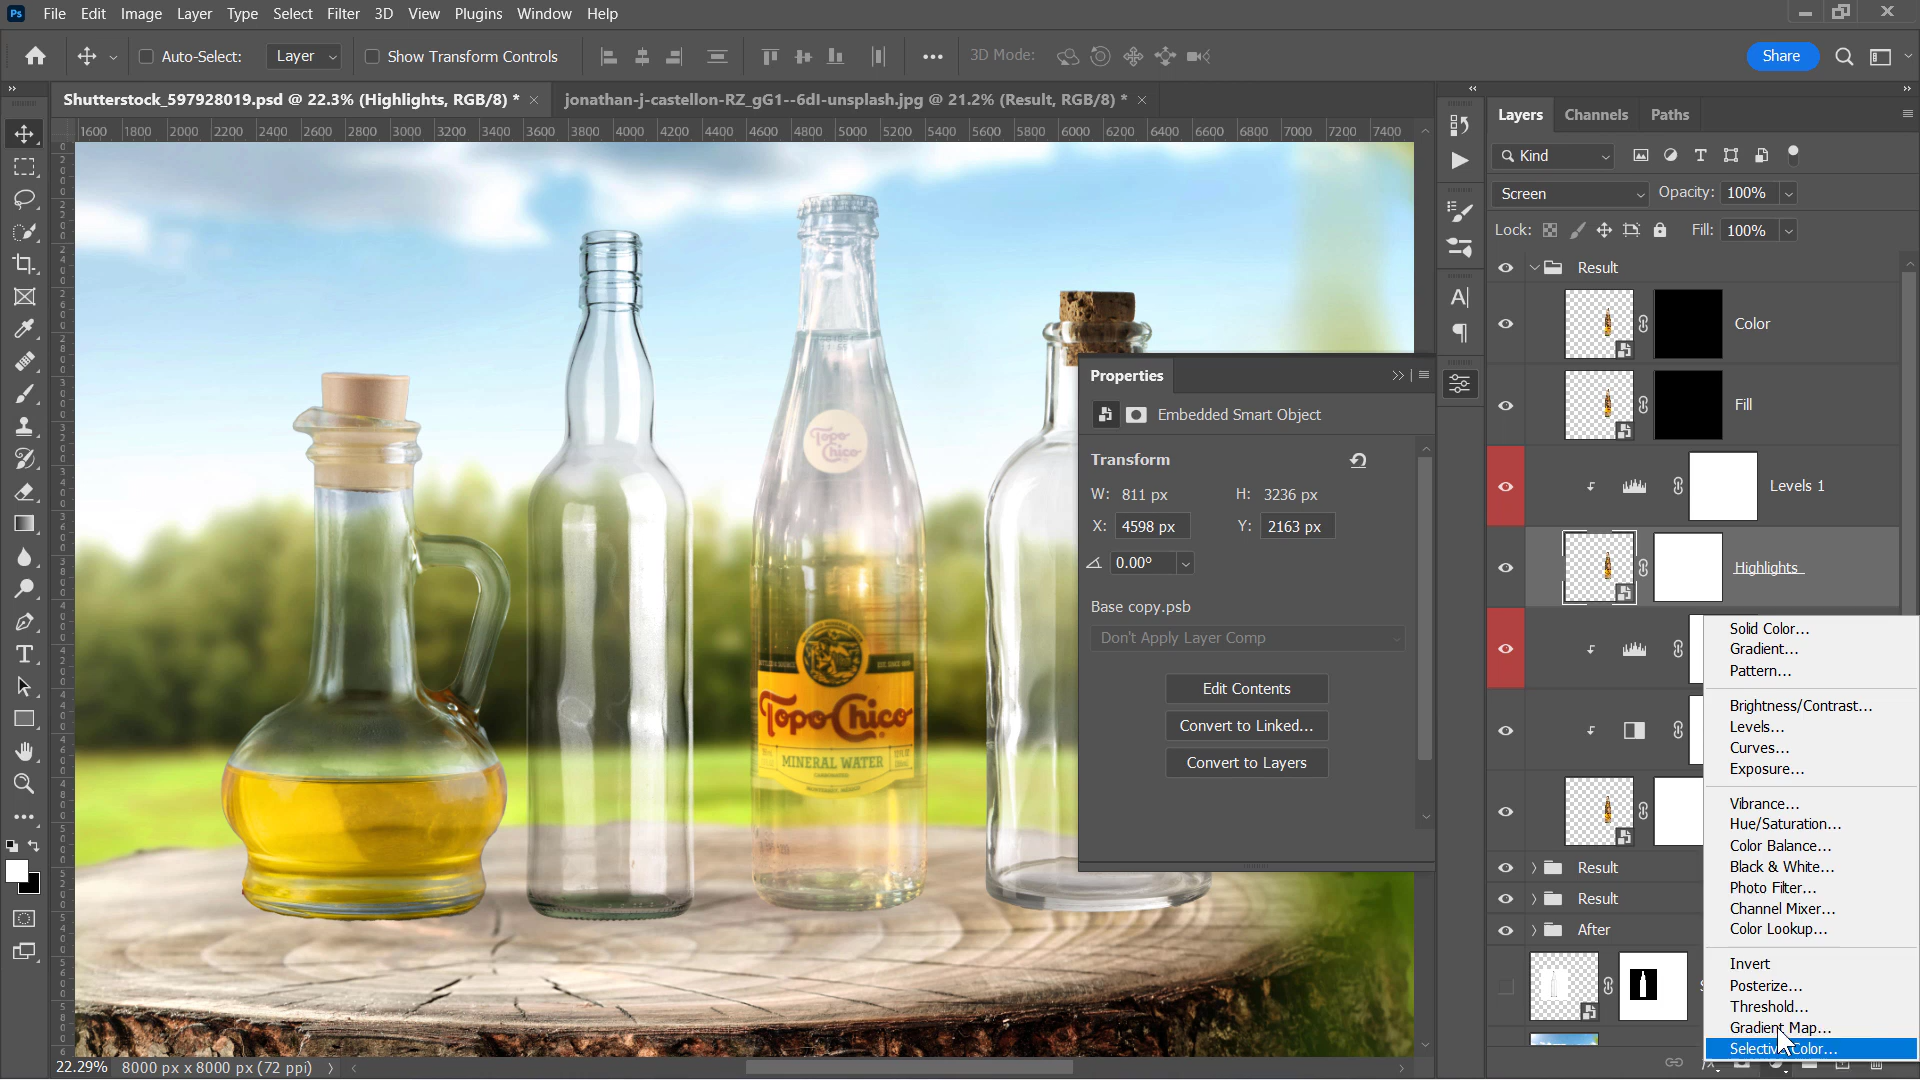 Ps File Edit Image Layer Type Select Filter 3D View Plugins Window Help
Auto-Select: Layer Show Transform Controls ••• 3D Mode: Share
Shutterstock_597928019.psd @ 22.3% (Highlights, RGB/8) * × jonathan-j-castellon-RZ_gG1--6dI-unsplash.jpg @ 21.2% (Result, RGB/8) * ×
1600 1800 2000 2200 2400 2600 2800 3000 3200 3400 3600 3800 4000 4200 4400 4600 4800 5000 5200 5400 5600 5800 6000 6200 6400 6600 6800 7000 7200 7400
Topo
Chico
TopoChico
MINERAL WATER
Properties
Embedded Smart Object
Transform
W: 811 px H: 3236 px
X: 4598 px Y: 2163 px
0.00°
Base copy.psb
Don't Apply Layer Comp
Edit Contents
Convert to Linked...
Convert to Layers
Layers Channels Paths
Kind
Screen Opacity: 100%
Lock: Fill: 100%
Result
Color
Fill
Levels 1
Highlights
Result
Result
After
Solid Color...
Gradient...
Pattern...
Brightness/Contrast...
Levels...
Curves...
Exposure...
Vibrance...
Hue/Saturation...
Color Balance...
Black & White...
Photo Filter...
Channel Mixer...
Color Lookup...
Invert
Posterize...
Threshold...
Gradient Map...
Selective Color...
22.29% 8000 px x 8000 px (72 ppi)